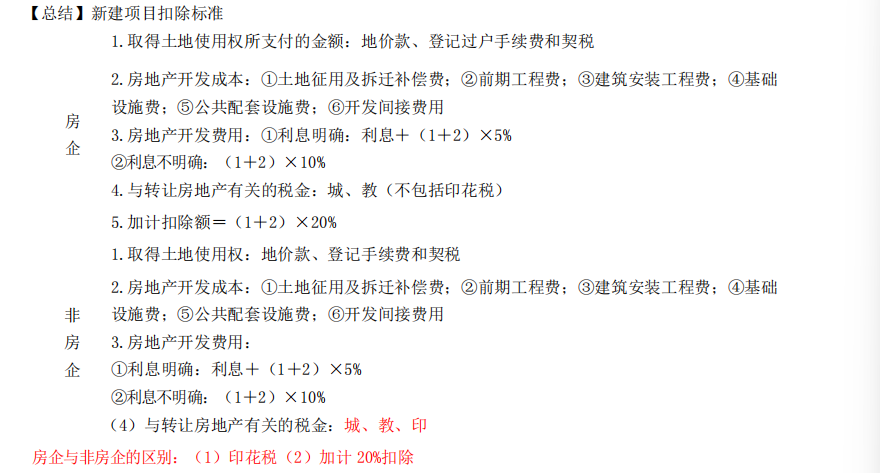 【总结】新建项目扣除标准
1.取得土地使用权所支付的金额：地价款、登记过户手续费和契税
2.房地产开发成本：①土地征用及拆迁补偿费；②前期工程费；③建筑安装工程费；④基础
设施费；⑤公共配套设施费；⑥开发间接费用
房企
3.房地产开发费用：①利息明确：利息＋（1＋2）×5%
②利息不明确：（1＋2）×10%
4.与转让房地产有关的税金：城、教（不包括印花税）
5.加计扣除额＝（1＋2）×20%
1.取得土地使用权：地价款、登记手续费和契税
2.房地产开发成本：①土地征用及拆迁补偿费；②前期工程费；③建筑安装工程费；④基础
设施费；⑤公共配套设施费；⑥开发间接费用
非房企
3.房地产开发费用：
①利息明确：利息＋（1＋2）×5%
②利息不明确：（1＋2）×10%
（4）与转让房地产有关的税金：城、教、印
房企与非房企的区别：（1）印花税（2）加计 20%扣除